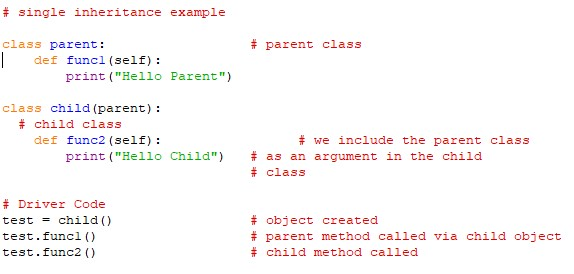 # single inheritance example
class parent:                     # parent class
    def func1(self):
        print("Hello Parent")
class child(parent):
  # child class
    def func2(self):                     # we include the parent class
        print("Hello Child")    # as an argument in the child
                                # class
# Driver Code
test = child()                  # object created
test.func1()                    # parent method called via child object
test.func2()                    # child method called